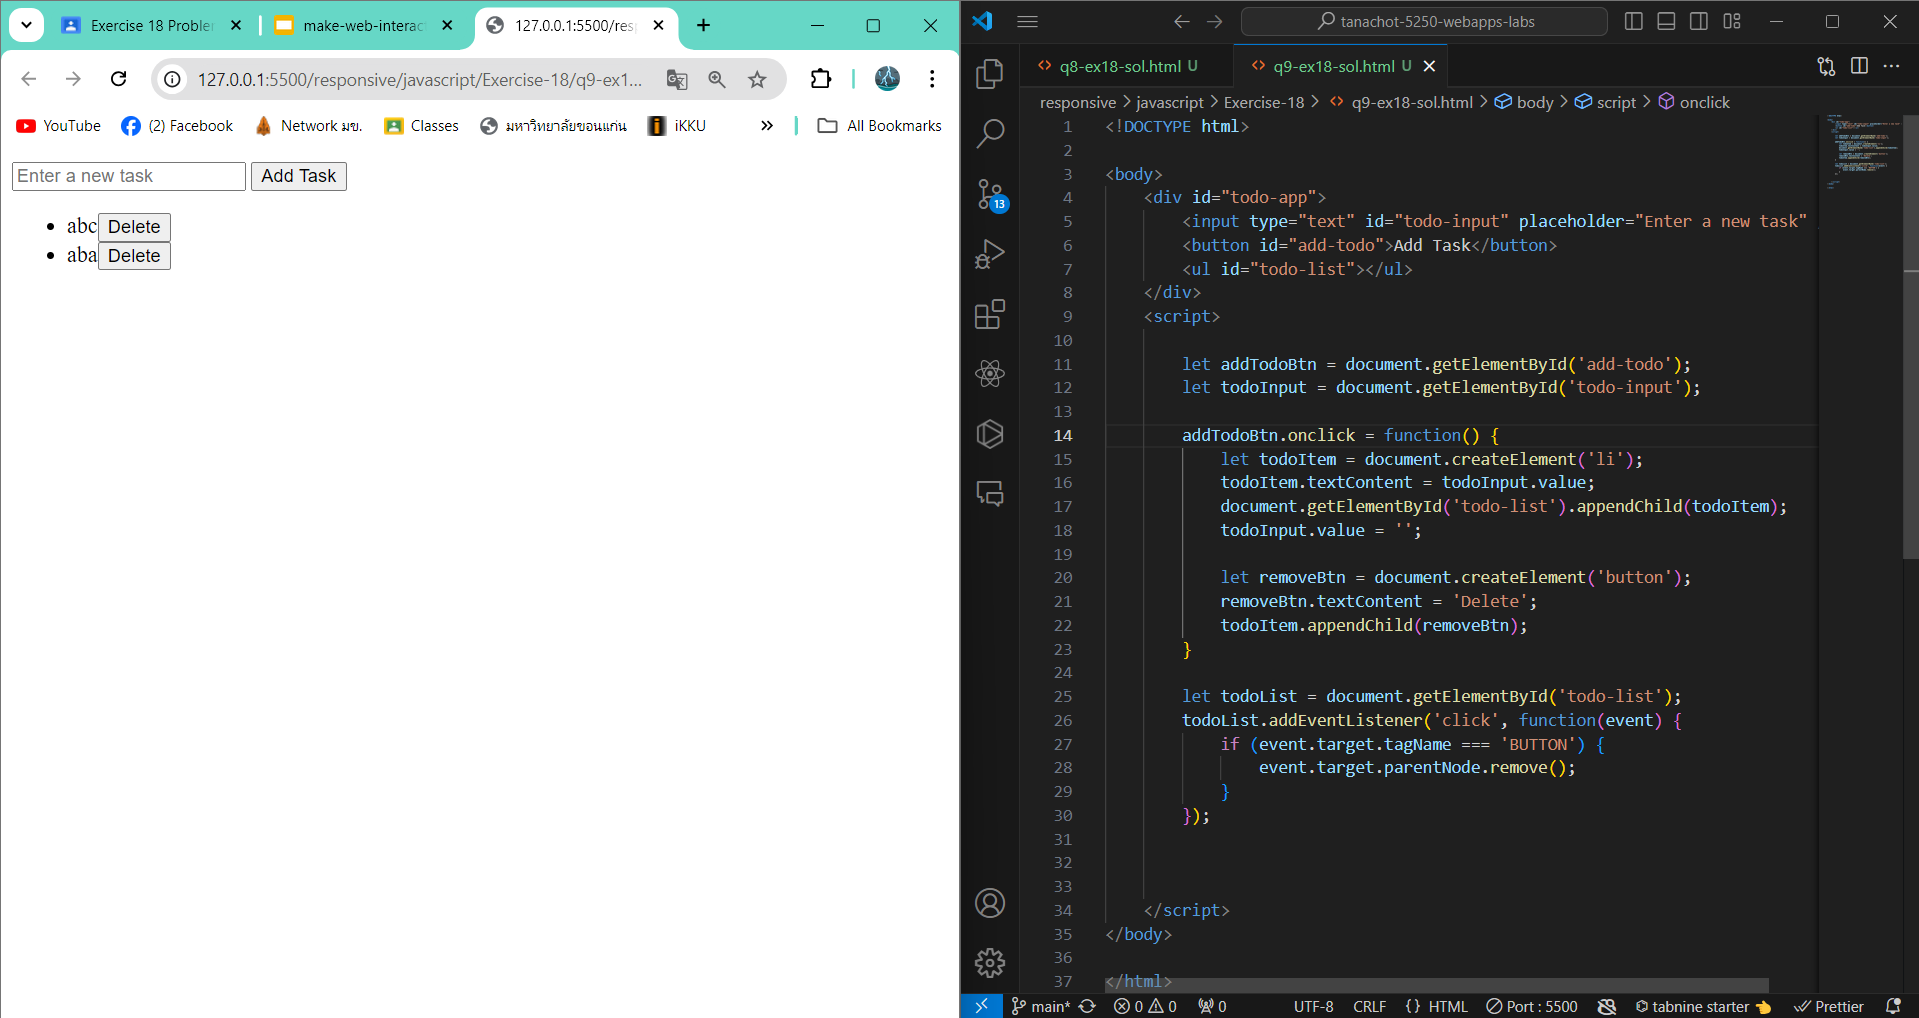 Exercise 18 Probler
make-web-interac
127.0.0.1:5500/res
127.0.0.1:5500/responsive/javascript/Exercise-18/q9-ex1...
YouTube
(2) Facebook
Network มข.
Classes
มหาวิทยาลัยขอนแก่น
iKKU
All Bookmarks
Enter a new task
Add Task
abc
Delete
aba
Delete
tanachot-5250-webapps-labs
q8-ex18-sol.html U
q9-ex18-sol.html U
responsive > javascript > Exercise-18 > q9-ex18-sol.html > body > script > onclick
13
1 <!DOCTYPE html>
2
3 <body>
4 <div id="todo-app">
5 <input type="text" id="todo-input" placeholder="Enter a new task"
6 <button id="add-todo">Add Task</button>
7 <ul id="todo-list"></ul>
8 </div>
9 <script>
10
11 let addTodoBtn = document.getElementById('add-todo');
12 let todoInput = document.getElementById('todo-input');
13
14 addTodoBtn.onclick = function() {
15 let todoItem = document.createElement('li');
16 todoItem.textContent = todoInput.value;
17 document.getElementById('todo-list').appendChild(todoItem);
18 todoInput.value = '';
19
20 let removeBtn = document.createElement('button');
21 removeBtn.textContent = 'Delete';
22 todoItem.appendChild(removeBtn);
23 }
24
25 let todoList = document.getElementById('todo-list');
26 todoList.addEventListener('click', function(event) {
27 if (event.target.tagName === 'BUTTON') {
28 event.target.parentNode.remove();
29 }
30 });
31
32
33
34 </script>
35 </body>
36
37 </html>
main*
0
0
0
UTF-8
CRLF
{ } HTML
Port : 5500
tabnine starter
Prettier